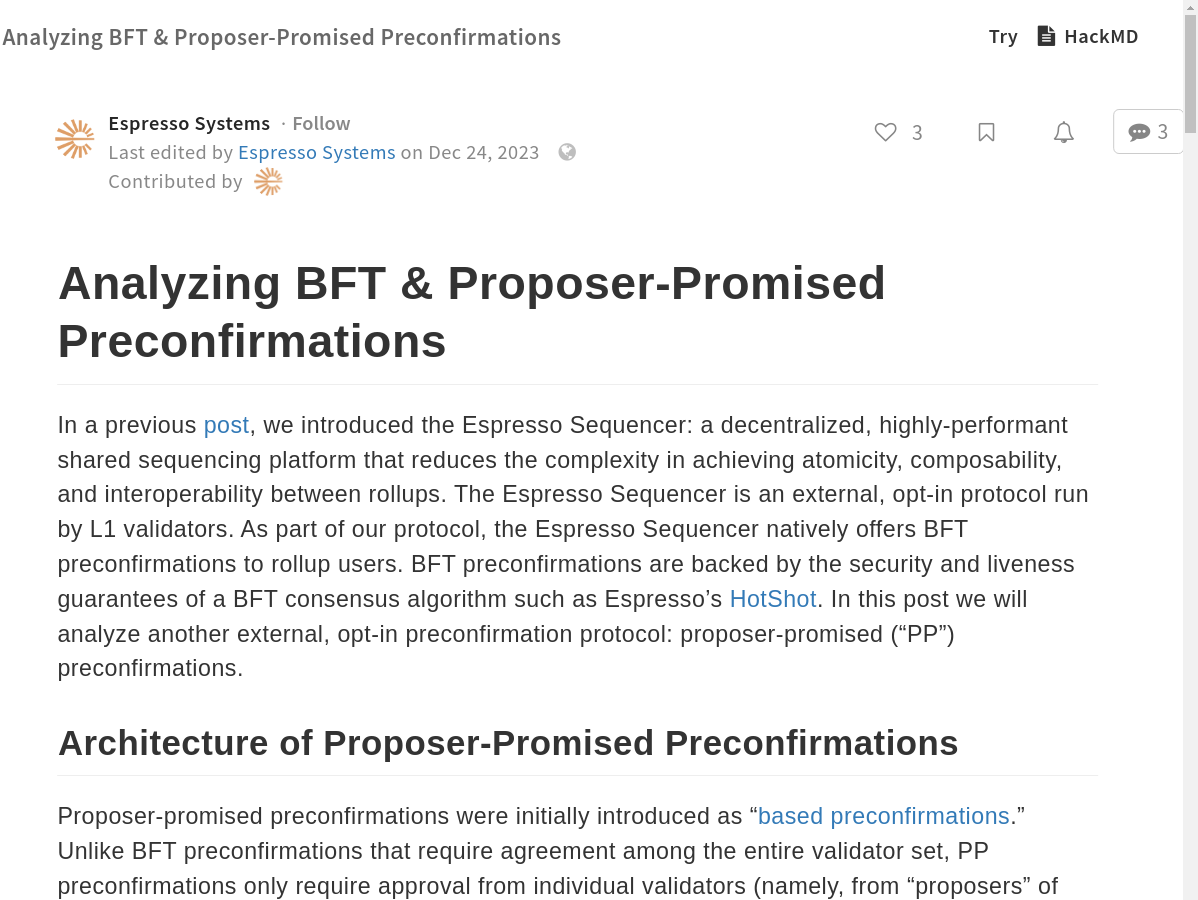 Analyzing BFT & Proposer-Promised Preconfirmations
Try HackMD
Espresso Systems · Follow
Last edited by Espresso Systems on Dec 24, 2023
Contributed by
3
3
Analyzing BFT & Proposer-Promised
Preconfirmations
In a previous post, we introduced the Espresso Sequencer: a decentralized, highly-performant
shared sequencing platform that reduces the complexity in achieving atomicity, composability,
and interoperability between rollups. The Espresso Sequencer is an external, opt-in protocol run
by L1 validators. As part of our protocol, the Espresso Sequencer natively offers BFT
preconfirmations to rollup users. BFT preconfirmations are backed by the security and liveness
guarantees of a BFT consensus algorithm such as Espresso’s HotShot. In this post we will
analyze another external, opt-in preconfirmation protocol: proposer-promised (“PP”)
preconfirmations.
Architecture of Proposer-Promised Preconfirmations
Proposer-promised preconfirmations were initially introduced as “based preconfirmations.”
Unlike BFT preconfirmations that require agreement among the entire validator set, PP
preconfirmations only require approval from individual validators (namely, from “proposers” of